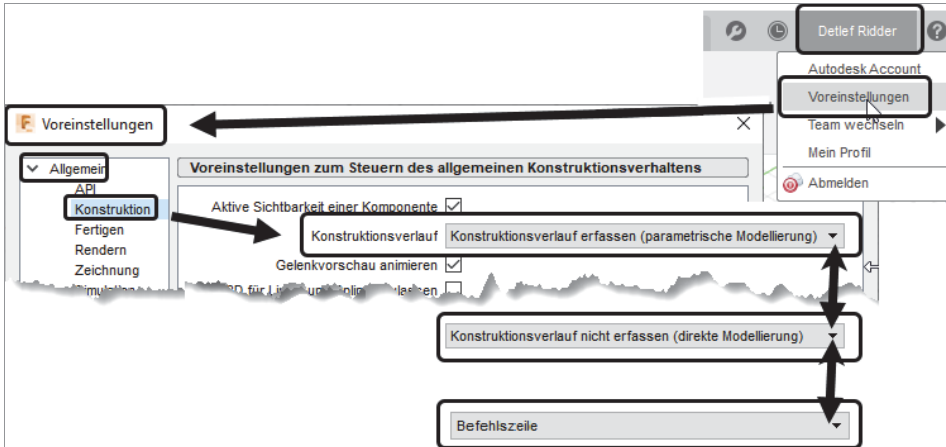 Detlef Ridder
Autodesk Account
Voreinstellungen
Team wechseln
Mein Profil
Abmelden
Voreinstellungen
Allgemein
API
Konstruktion
Fertigen
Rendern
Zeichnung
Voreinstellungen zum Steuern des allgemeinen Konstruktionsverhaltens
Aktive Sichtbarkeit einer Komponente
Konstruktionsverlauf Konstruktionsverlauf erfassen (parametrische Modellierung)
Gelenkvorschau animieren
Konstruktionsverlauf nicht erfassen (direkte Modellierung)
Befehlszeile